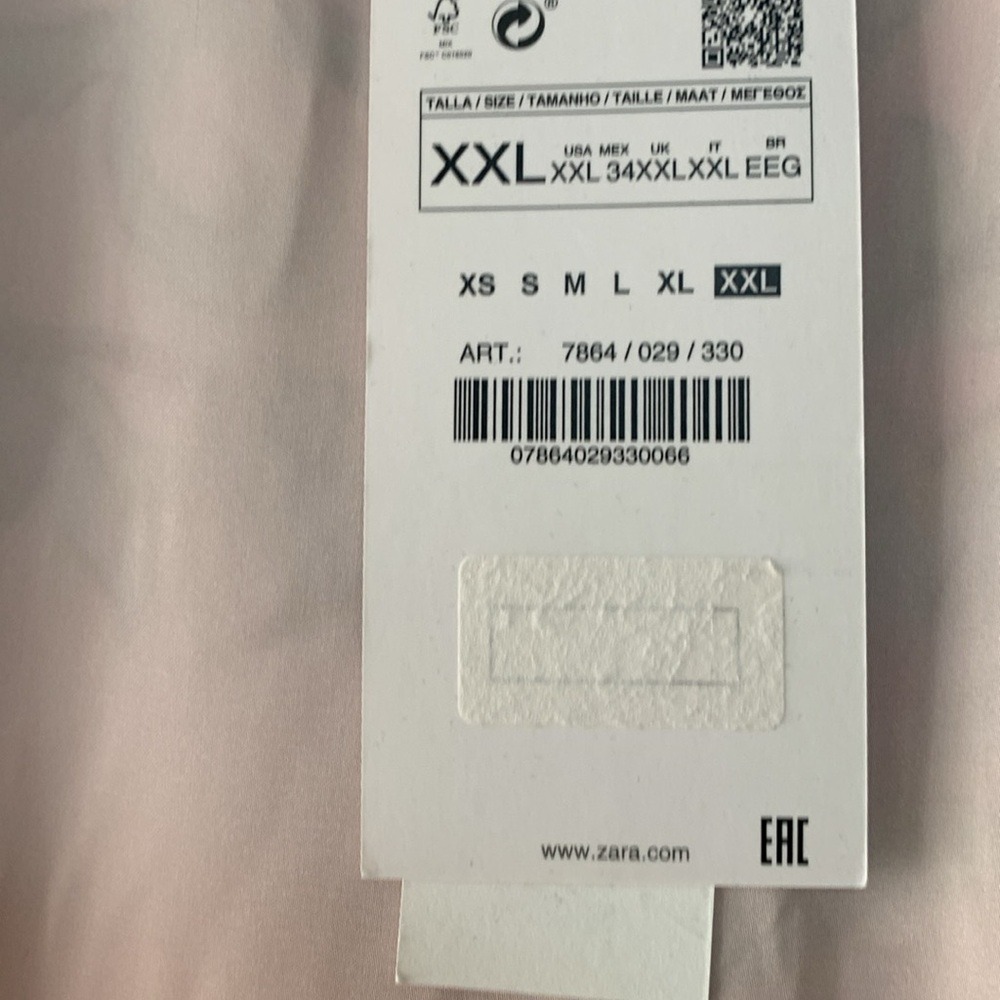 FSC
MIX
®
TALLA / SIZE / TAMANHO / TAILLE / MAAT / ΜΕΓΕΘΟΣ
USA MEX UK IT BR
XXL XXL 34 XXL XXL EEG
XS S M L XL XXL
ART.: 7864 / 029 / 330
07864029330066
www.zara.com EAC